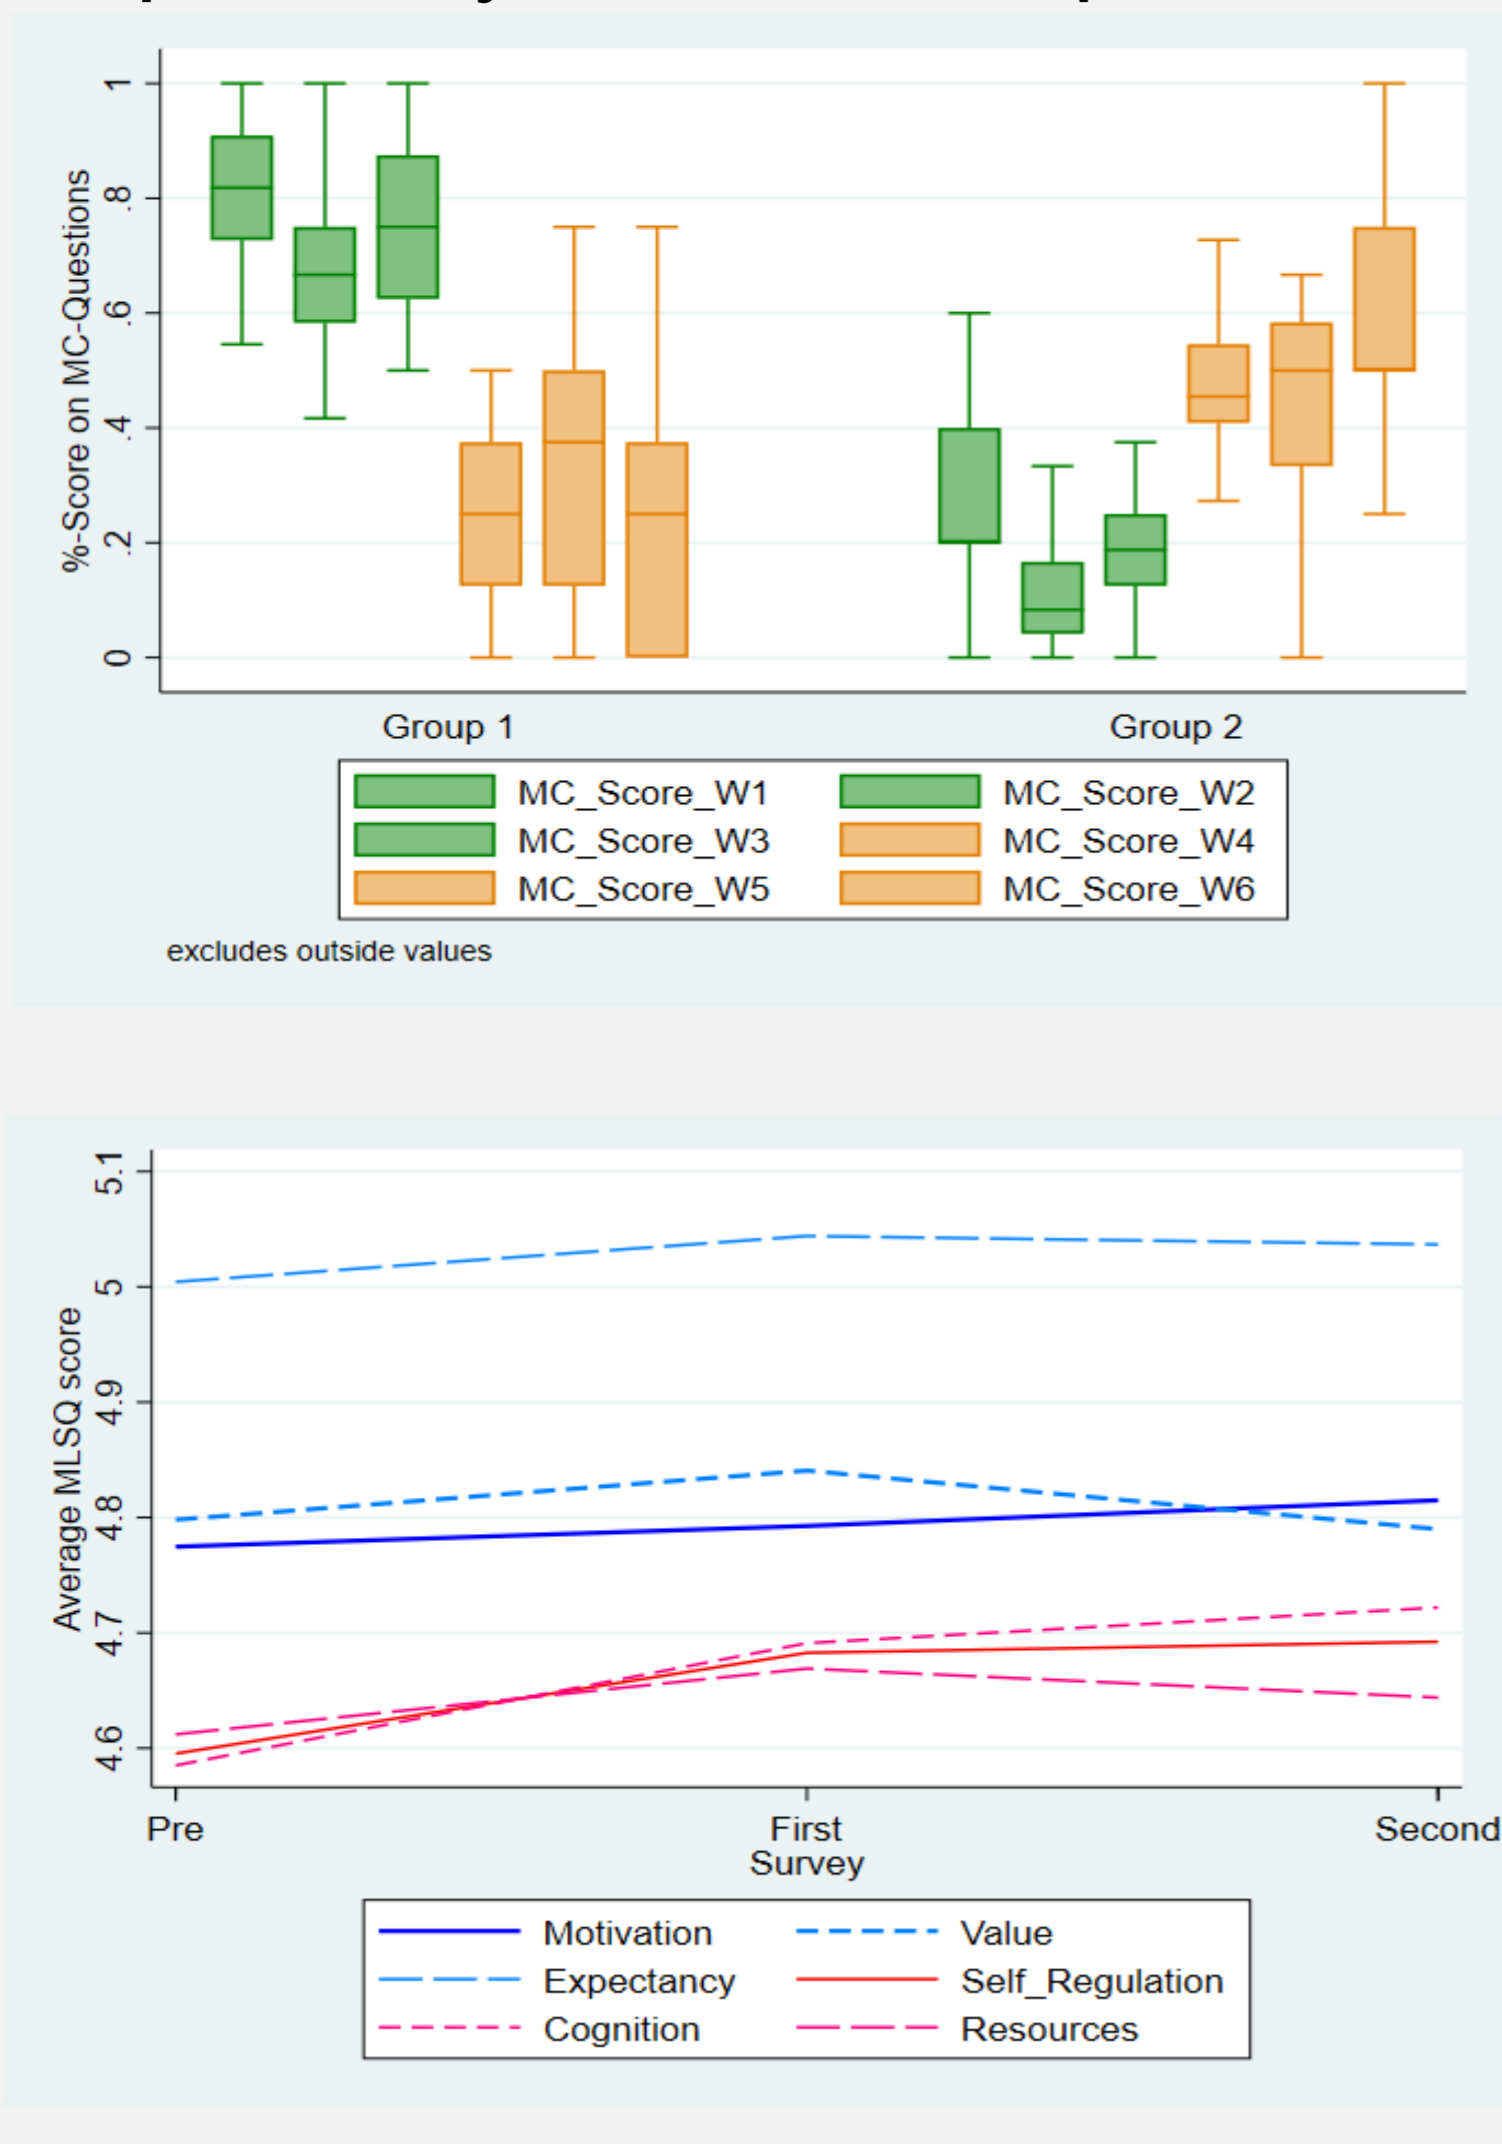 %-Score on MC-Questions
1
.8
.6
.4
.2
0
Group 1 Group 2
MC_Score_W1 MC_Score_W2
MC_Score_W3 MC_Score_W4
MC_Score_W5 MC_Score_W6
excludes outside values
Average MLSQ score
5.1
5
4.9
4.8
4.7
4.6
Pre First Second
Survey
Motivation Value
Expectancy Self_Regulation
Cognition Resources